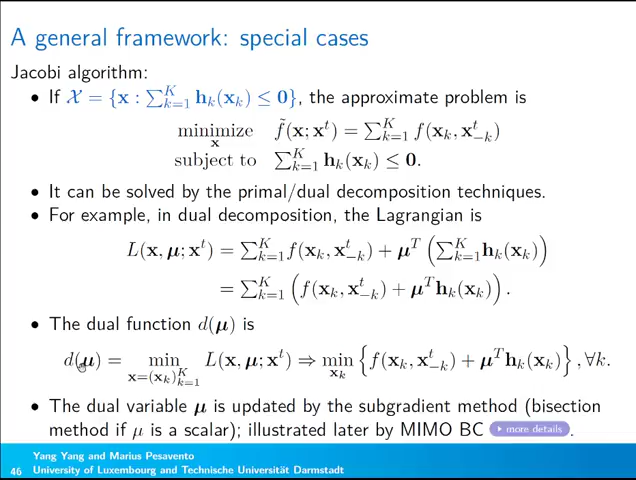 A general framework: special cases
Jacobi algorithm:
• If 𝒳 = {x : ∑_{k=1}^K h_k(x_k) ≤ 0}, the approximate problem is
minimize_x f̃(x; x^t) = ∑_{k=1}^K f(x_k, x_{-k}^t)
subject to ∑_{k=1}^K h_k(x_k) ≤ 0.
• It can be solved by the primal/dual decomposition techniques.
• For example, in dual decomposition, the Lagrangian is
L(x, μ; x^t) = ∑_{k=1}^K f(x_k, x_{-k}^t) + μ^T (∑_{k=1}^K h_k(x_k))
= ∑_{k=1}^K (f(x_k, x_{-k}^t) + μ^T h_k(x_k)).
• The dual function d(μ) is
d(μ) = min_{x=(x_k)_{k=1}^K} L(x, μ; x^t) ⇒ min_{x_k} {f(x_k, x_{-k}^t) + μ^T h_k(x_k)}, ∀k.
• The dual variable μ is updated by the subgradient method (bisection
method if μ is a scalar); illustrated later by MIMO BC more details.
Yang Yang and Marius Pesavento
46 University of Luxembourg and Technische Universität Darmstadt